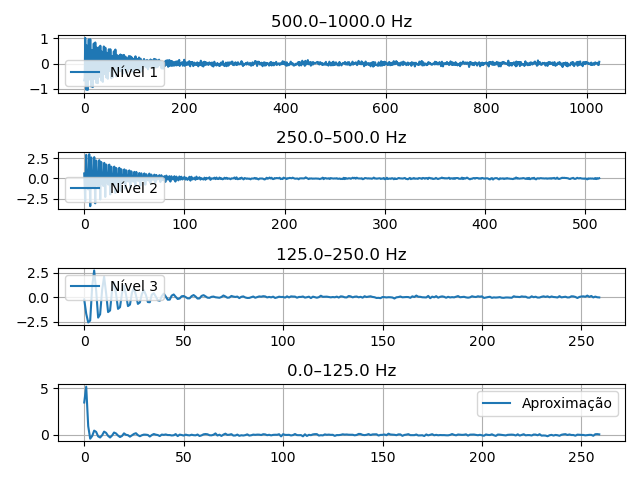 500.0–1000.0 Hz
1
0
−1
Nível 1
0 200 400 600 800 1000
250.0–500.0 Hz
2.5
0.0
−2.5
Nível 2
0 100 200 300 400 500
125.0–250.0 Hz
2.5
0.0
−2.5
Nível 3
0 50 100 150 200 250
0.0–125.0 Hz
5
0
Aproximação
0 50 100 150 200 250